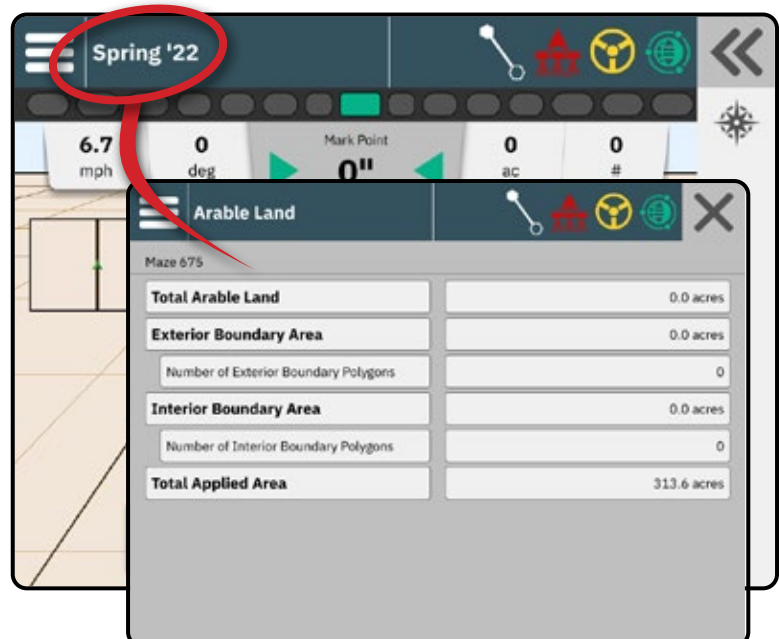 Spring '22
6.7 0 Mark Point 0 0
mph deg 0" ac #
Arable Land
Maze 675
Total Arable Land 0.0 acres
Exterior Boundary Area 0.0 acres
Number of Exterior Boundary Polygons 0
Interior Boundary Area 0.0 acres
Number of Interior Boundary Polygons 0
Total Applied Area 313.6 acres